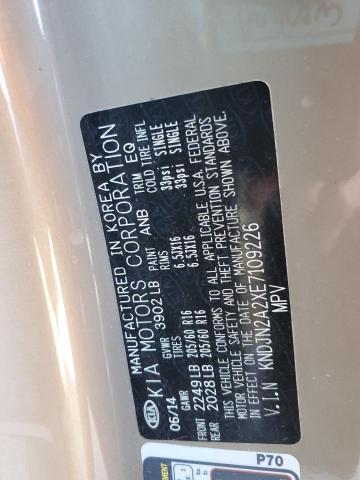 MANUFACTURED IN KOREA BY
KIA KIA MOTORS CORPORATION
06/14 GVWR 3902 LB PAINT ANB TRIM EQ
TIRES RIMS COLD TIRE INFL
FRONT 2249 LB 205/60 R16 6.5JX16 33psi SINGLE
REAR 2028 LB 205/60 R16 6.5JX16 33psi SINGLE
THIS VEHICLE CONFORMS TO ALL APPLICABLE U.S.A. FEDERAL
MOTOR VEHICLE SAFETY AND THEFT PREVENTION STANDARDS
IN EFFECT ON THE DATE OF MANUFACTURE SHOWN ABOVE.
V.I.N KNDJN2A2XE7109226
MPV
P70